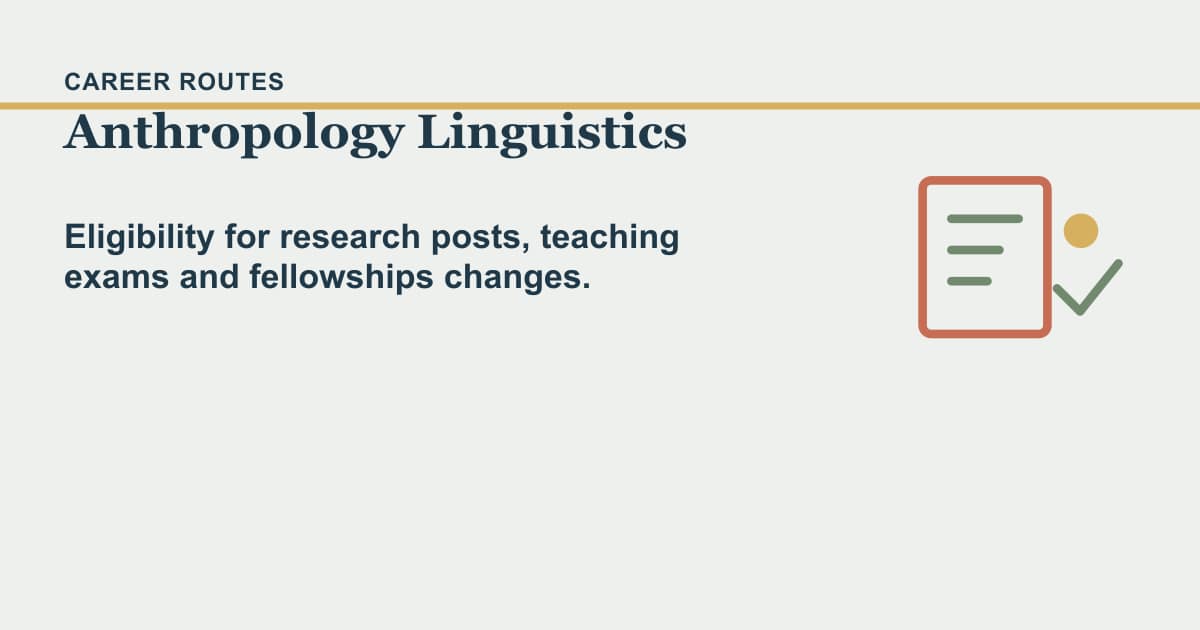 CAREER ROUTES
Anthropology Linguistics
Eligibility for research posts, teaching
exams and fellowships changes.